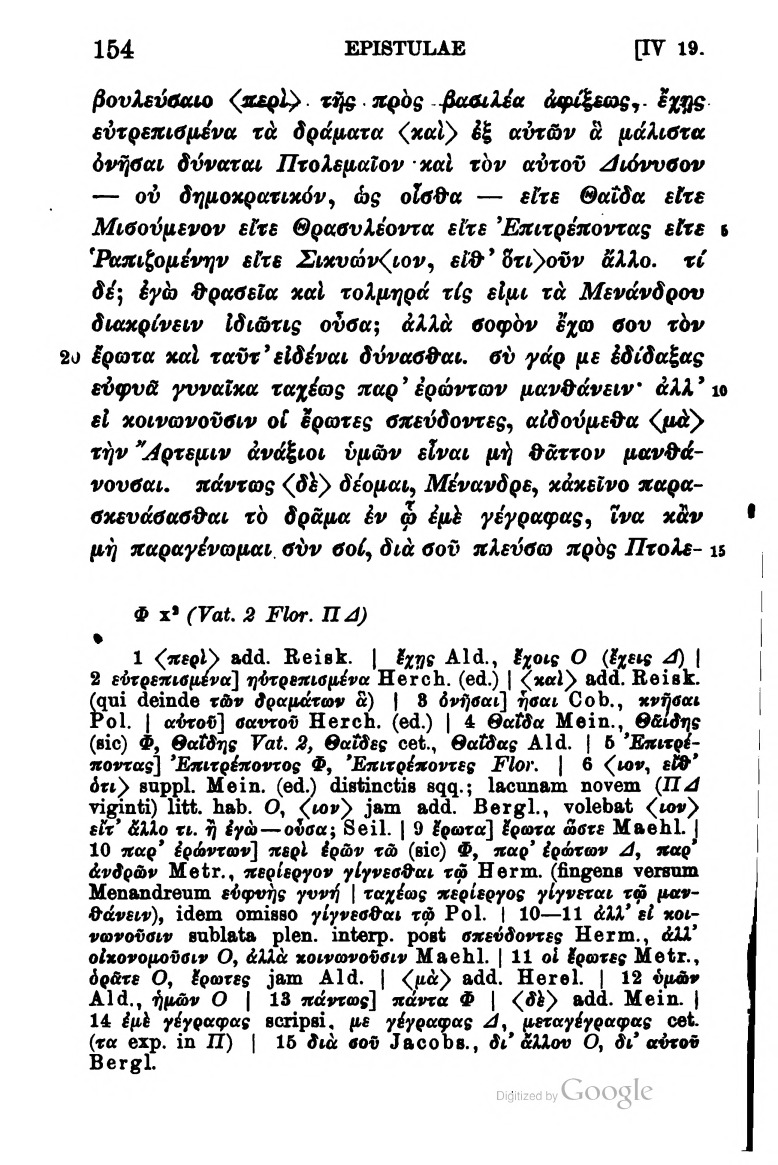 154 EPISTULAE [IV 19.
βουλεύσαιο 〈περὶ〉 τῆς πρὸς βασιλέα ἀφίξεως, ἔχῃς
εὐτρεπισμένα τὰ δράματα 〈καὶ〉 ἐξ αὐτῶν ἃ μάλιστα
ὀνῆσαι δύναται Πτολεμαῖον καὶ τὸν αὐτοῦ Διόνυσον
— οὐ δημοκρατικόν, ὡς οἶσθα — εἴτε Θαΐδα εἴτε
Μισούμενον εἴτε Θρασυλέοντα εἴτε Ἐπιτρέποντας εἴτε 5
Ῥαπιζομένην εἴτε Σικυών〈ιον, εἴθ’ ὅτι〉οῦν ἄλλο. τί
δέ; ἐγὼ θρασεῖα καὶ τολμηρά τίς εἰμι τὰ Μενάνδρου
διακρίνειν ἰδιῶτις οὖσα; ἀλλὰ σοφὸν ἔχω σου τὸν
20 ἔρωτα καὶ ταῦτ’ εἰδέναι δύνασθαι. σὺ γάρ με ἐδίδαξας
εὐφυᾶ γυναῖκα ταχέως παρ’ ἐρώντων μανθάνειν· ἀλλ’ 10
εἰ κοινωνοῦσιν οἱ ἔρωτες σπεύδοντες, αἰδούμεθα 〈μὰ〉
τὴν Ἄρτεμιν ἀνάξιοι ὑμῶν εἶναι μὴ θᾶττον μανθά-
νουσαι. πάντως 〈δὲ〉 δέομαι, Μένανδρε, κἀκεῖνο παρα-
σκευάσασθαι τὸ δρᾶμα ἐν ᾧ ἐμὲ γέγραφας, ἵνα κἂν
μὴ παραγένωμαι σὺν σοί, διὰ σοῦ πλεύσω πρὸς Πτολε- 15
Φ x² (Vat. 2 Flor. Π Δ)
1 〈περὶ〉 add. Reisk. | ἔχῃς Ald., ἔχοις O (ἔχεις Δ) |
2 εὐτρεπισμένα] ηὐτρεπισμένα Herch. (ed.) | 〈καὶ〉 add. Reisk.
(qui deinde τῶν δραμάτων ἃ) | 3 ὀνῆσαι] ἧσαι Cob., κνῆσαι
Pol. | αὐτοῦ] σαυτοῦ Herch. (ed.) | 4 Θαΐδα Mein., Θαίδης
(sic) Φ, Θαΐδης Vat. 2, Θαΐδες cet., Θαΐδας Ald. | 5 Ἐπιτρέ-
ποντας] Ἐπιτρέποντος Φ, Ἐπιτρέποντες Flor. | 6 〈ιον, εἴθ’
ὅτι〉 suppl. Mein. (ed.) distinctis sqq.; lacunam novem (Π Δ
viginti) litt. hab. O, 〈ιον〉 jam add. Bergl., volebat 〈ιον〉
εἴτ’ ἄλλο τι. ἢ ἐγὼ—οὖσα; Seil. | 9 ἔρωτα] ἔρωτα ὥστε Maehl. |
10 παρ’ ἐρώντων] περὶ ἐρῶν τῶ (sic) Φ, παρ’ ἐρώτων Δ, παρ’
ἀνδρῶν Metr., περίεργον γίγνεσθαι τῷ Herm. (fingens versum
Menandreum εὐφυὴς γυνή | ταχέως περίεργος γίγνεται τῷ μαν-
θάνειν), idem omisso γίγνεσθαι τῷ Pol. | 10—11 ἀλλ’ εἰ κοι-
νωνοῦσιν sublata plen. interp. post σπεύδοντες Herm., ἀλλ’
οἰκονομοῦσιν O, ἀλλὰ κοινωνοῦσιν Maehl. | 11 οἱ ἔρωτες Metr.,
ὁρᾶτε O, ἔρωτες jam Ald. | 〈μὰ〉 add. Herel. | 12 ὑμῶν
Ald., ἡμῶν O | 13 πάντως] πάντα Φ | 〈δὲ〉 add. Mein. |
14 ἐμὲ γέγραφας scripsi, με γέγραφας Δ, μεταγέγραφας cet.
(τα exp. in Π) | 15 διὰ σοῦ Jacobs., δι’ ἄλλου O, δι’ αὐτοῦ
Bergl.
Digitized by Google